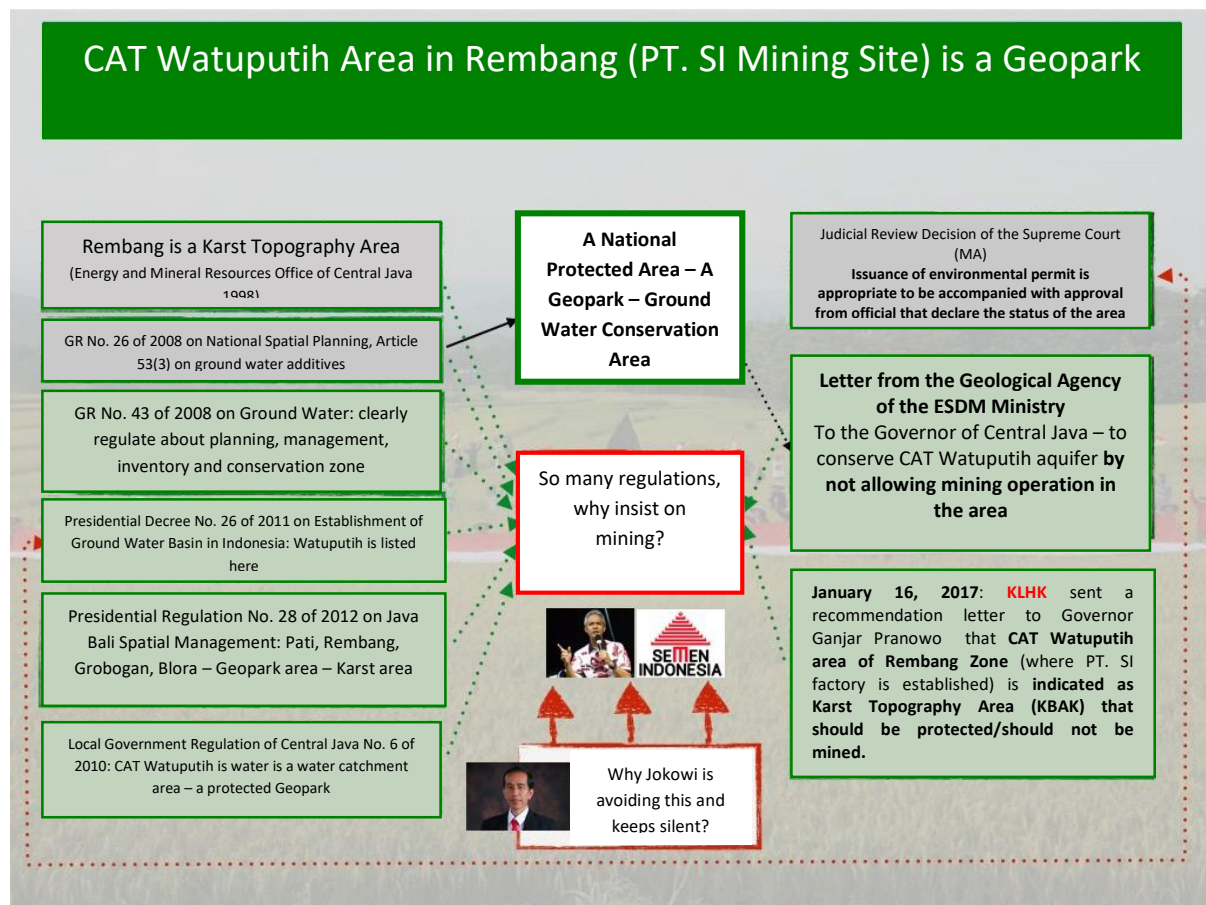 CAT Watuputih Area in Rembang (PT. SI Mining Site) is a Geopark
Rembang is a Karst Topography Area
(Energy and Mineral Resources Office of Central Java
1998)
GR No. 26 of 2008 on National Spatial Planning, Article
53(3) on ground water additives
GR No. 43 of 2008 on Ground Water: clearly
regulate about planning, management,
inventory and conservation zone
Presidential Decree No. 26 of 2011 on Establishment of
Ground Water Basin in Indonesia: Watuputih is listed
here
Presidential Regulation No. 28 of 2012 on Java
Bali Spatial Management: Pati, Rembang,
Grobogan, Blora – Geopark area – Karst area
Local Government Regulation of Central Java No. 6 of
2010: CAT Watuputih is water is a water catchment
area – a protected Geopark
A National
Protected Area – A
Geopark – Ground
Water Conservation
Area
So many regulations,
why insist on
mining?
SEMEN
INDONESIA
Why Jokowi is
avoiding this and
keeps silent?
Judicial Review Decision of the Supreme Court
(MA)
Issuance of environmental permit is
appropriate to be accompanied with approval
from official that declare the status of the area
Letter from the Geological Agency
of the ESDM Ministry
To the Governor of Central Java – to
conserve CAT Watuputih aquifer by
not allowing mining operation in
the area
January 16, 2017: KLHK sent a
recommendation letter to Governor
Ganjar Pranowo that CAT Watuputih
area of Rembang Zone (where PT. SI
factory is established) is indicated as
Karst Topography Area (KBAK) that
should be protected/should not be
mined.